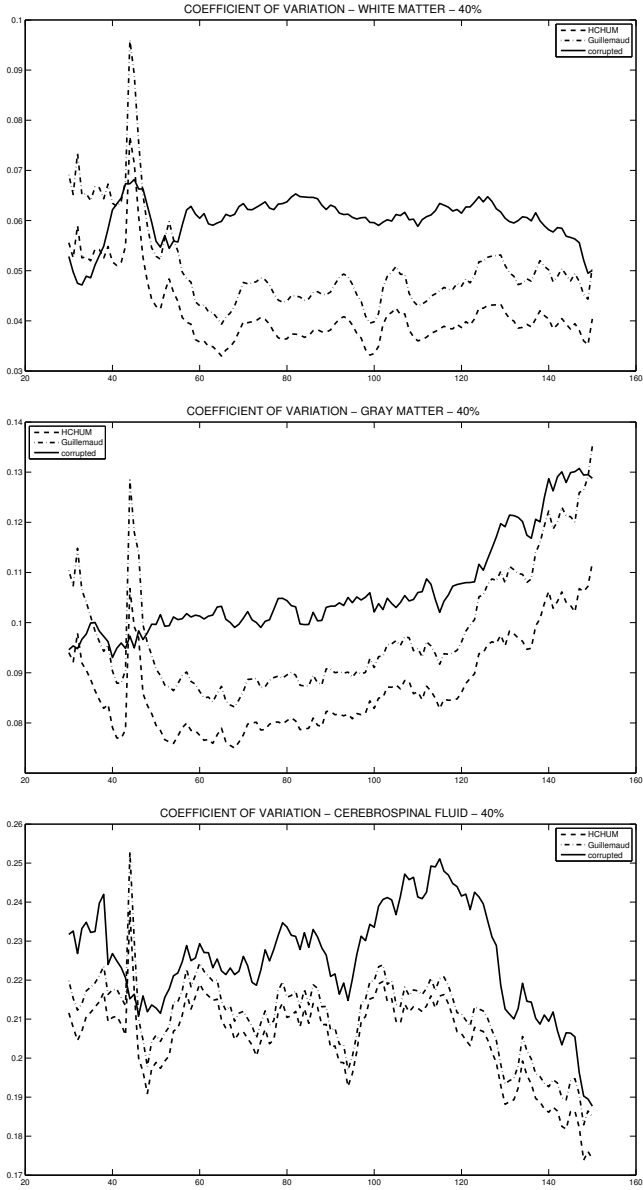 COEFFICIENT OF VARIATION – WHITE MATTER – 40%
0.1
0.09
0.08
0.07
0.06
0.05
0.04
0.03
20 40 60 80 100 120 140 160
HCHUM
Guillemaud
corrupted
COEFFICIENT OF VARIATION – GRAY MATTER – 40%
0.14
0.13
0.12
0.11
0.1
0.09
0.08
20 40 60 80 100 120 140 160
HCHUM
Guillemaud
corrupted
COEFFICIENT OF VARIATION – CEREBROSPINAL FLUID – 40%
0.26
0.25
0.24
0.23
0.22
0.21
0.2
0.19
0.18
0.17
20 40 60 80 100 120 140 160
HCHUM
Guillemaud
corrupted